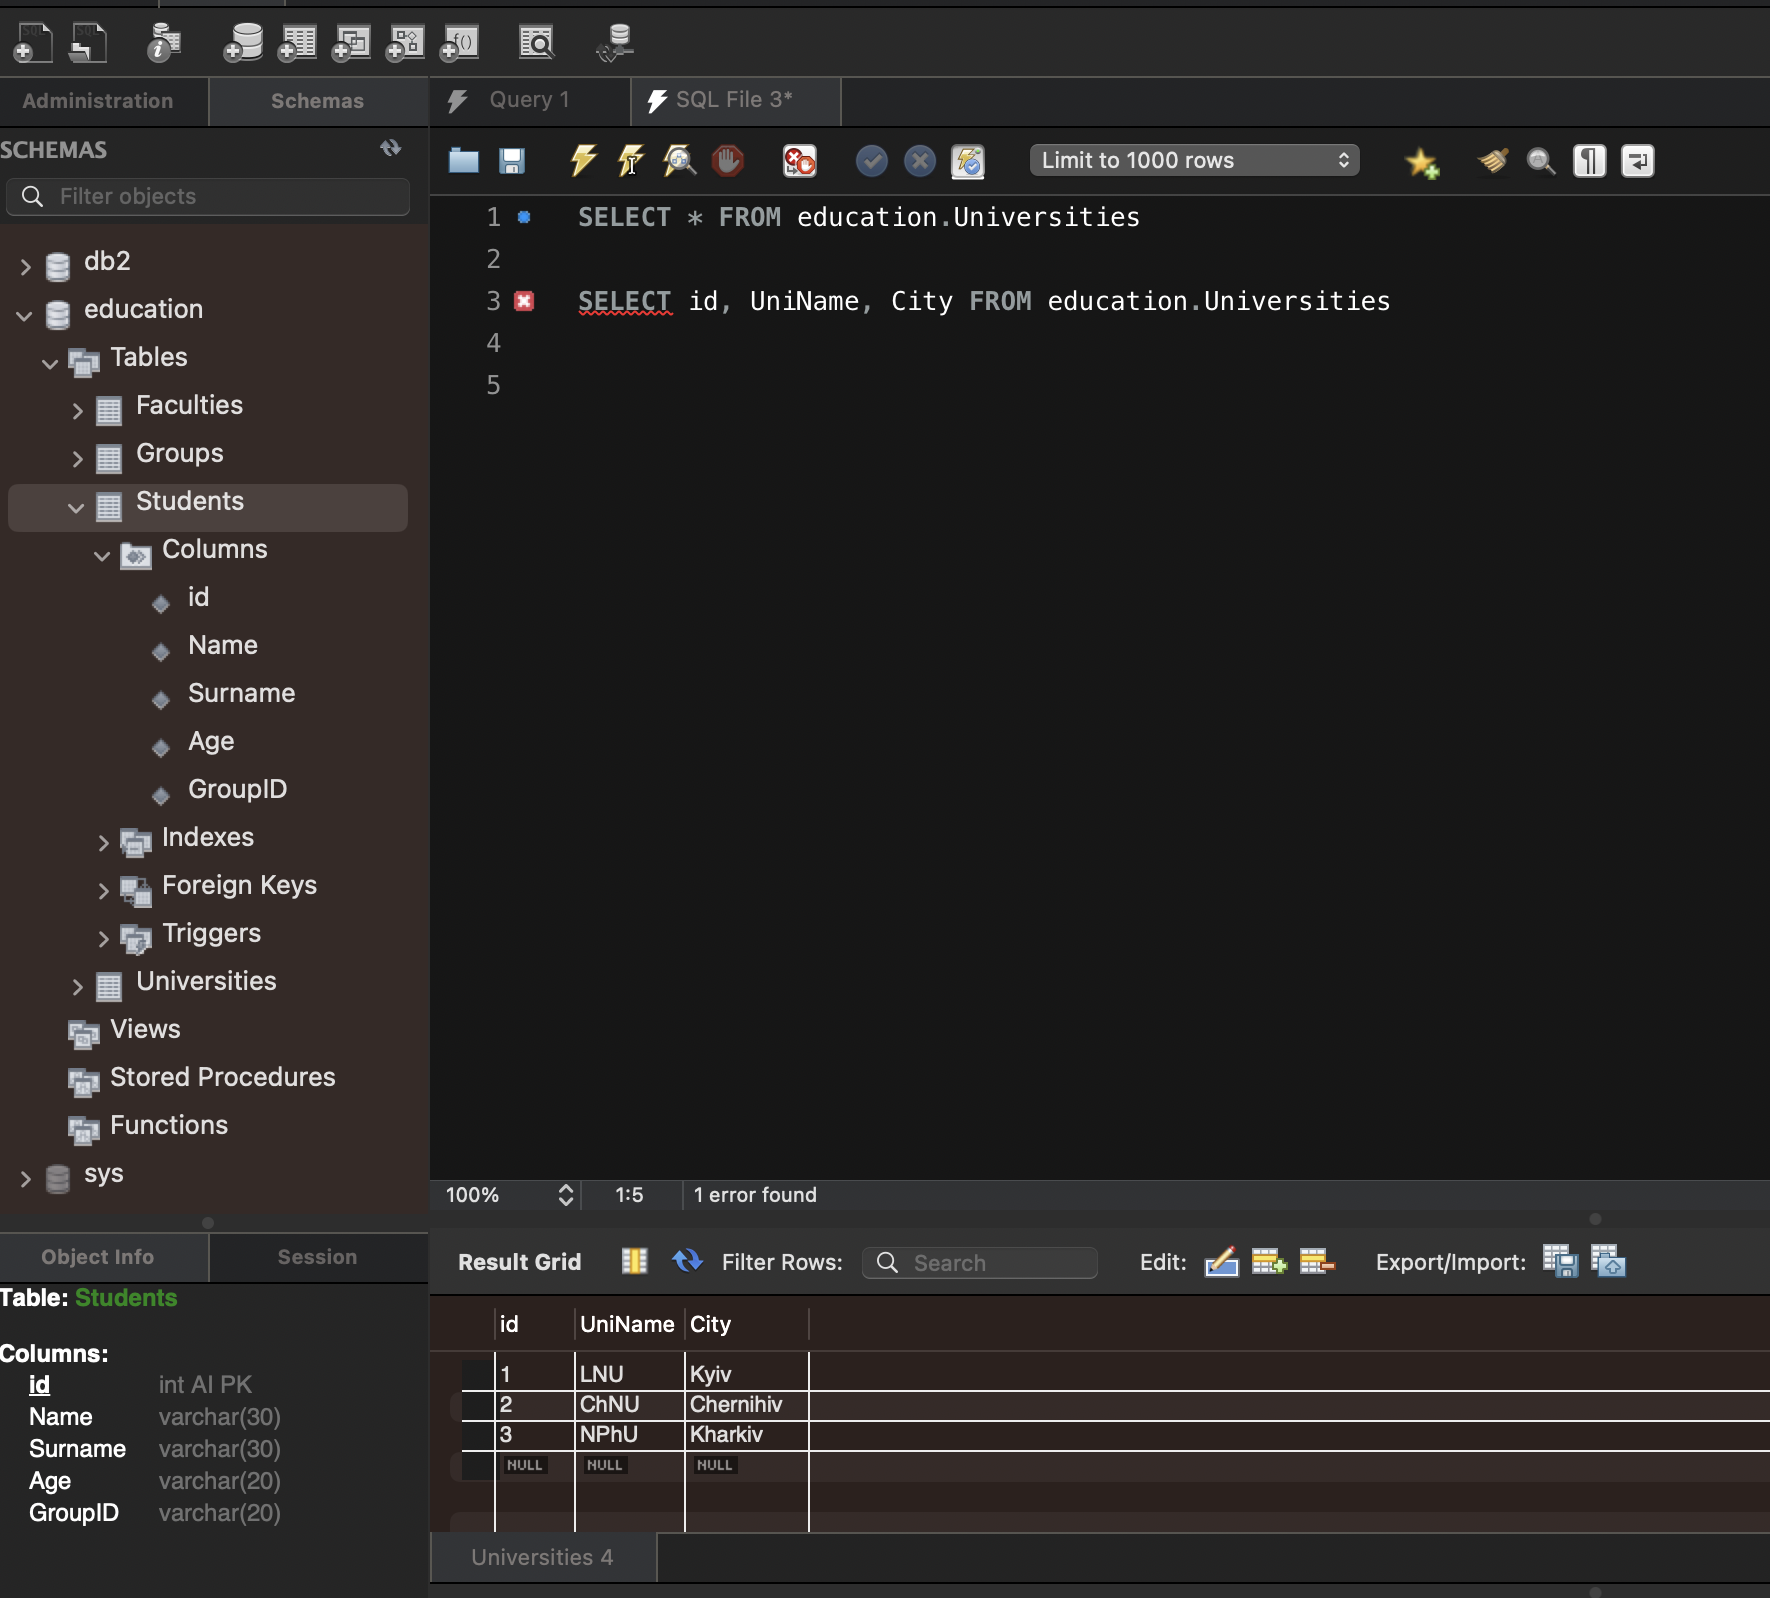 Administration
Schemas
Query 1
SQL File 3*
SCHEMAS
Filter objects
Limit to 1000 rows
db2
education
Tables
Faculties
Groups
Students
Columns
id
Name
Surname
Age
GroupID
Indexes
Foreign Keys
Triggers
Universities
Views
Stored Procedures
Functions
sys
1 SELECT * FROM education.Universities
2
3 SELECT id, UniName, City FROM education.Universities
4
5
100% 1:5 1 error found
Object Info
Session
Table: Students
Columns:
id int AI PK
Name varchar(30)
Surname varchar(30)
Age varchar(20)
GroupID varchar(20)
Result Grid Filter Rows: Search Edit: Export/Import:
id UniName City
1 LNU Kyiv
2 ChNU Chernihiv
3 NPhU Kharkiv
NULL NULL NULL
Universities 4